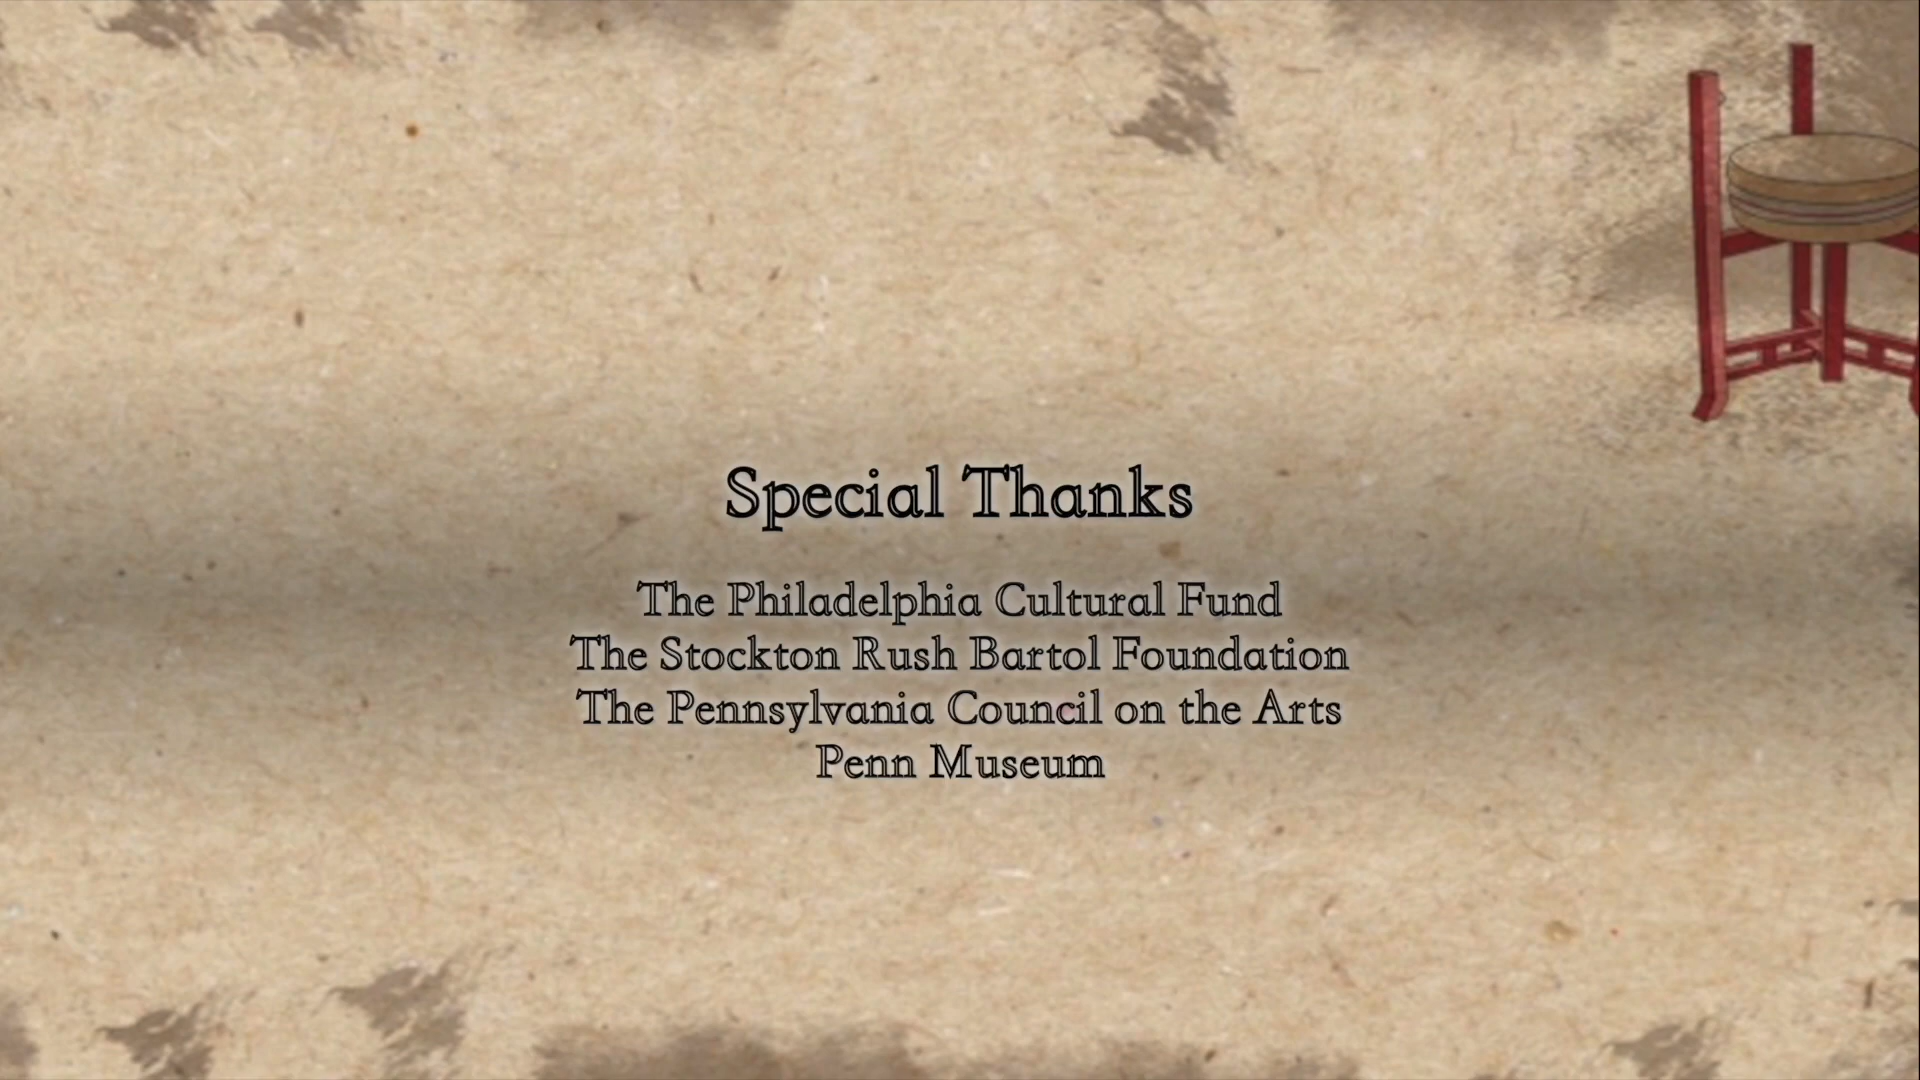 Special Thanks
The Philadelphia Cultural Fund
The Stockton Rush Bartol Foundation
The Pennsylvania Council on the Arts
Penn Museum